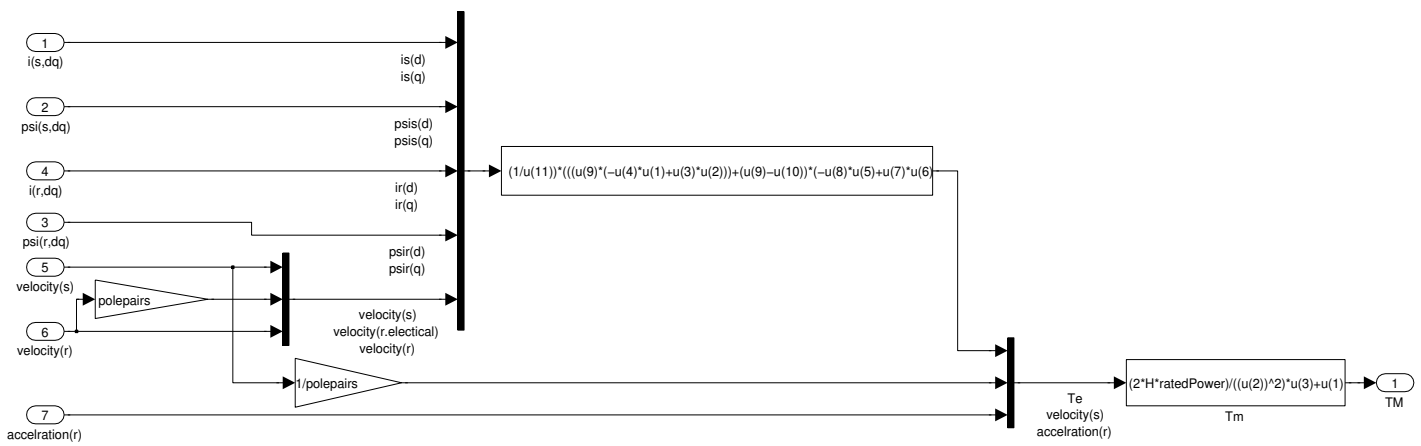 1
i(s,dq)
is(d)
is(q)
2
psi(s,dq)
psis(d)
psis(q)
4
i(r,dq)
ir(d)
ir(q)
(1/u(11))*(((u(9)*(−u(4)*u(1)+u(3)*u(2)))+(u(9)−u(10))*(−u(8)*u(5)+u(7)*u(6)
3
psi(r,dq)
psir(d)
psir(q)
5
velocity(s)
polepairs
6
velocity(r)
velocity(s)
velocity(r.electical)
velocity(r)
1/polepairs
7
accelration(r)
Te
velocity(s)
accelration(r)
(2*H*ratedPower)/((u(2))^2)*u(3)+u(1)
Tm
1
TM